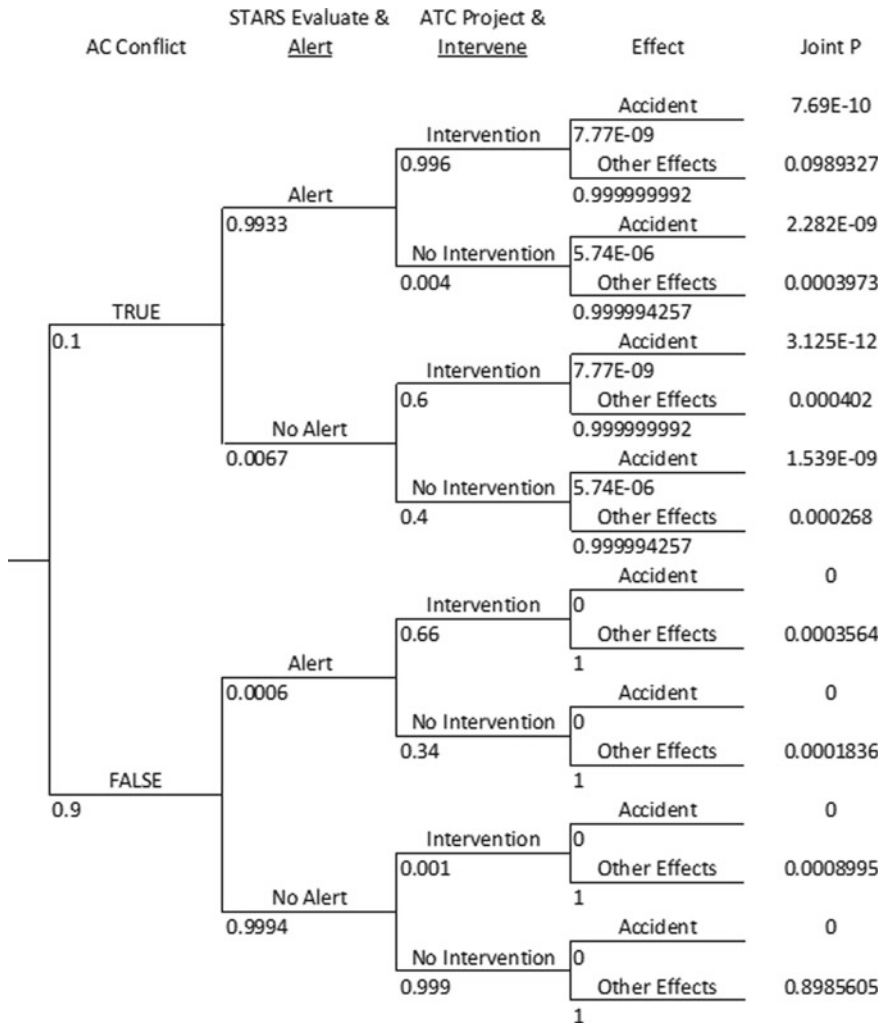 STARS Evaluate & ATC Project &
AC Conflict Alert Intervene Effect Joint P
Accident 7.69E-10
Intervention 7.77E-09
0.996 Other Effects 0.0989327
Alert 0.999999992
0.9933 Accident 2.282E-09
No Intervention 5.74E-06
0.004 Other Effects 0.0003973
TRUE 0.999994257
0.1 Accident 3.125E-12
Intervention 7.77E-09
0.6 Other Effects 0.000402
No Alert 0.999999992
0.0067 Accident 1.539E-09
No Intervention 5.74E-06
0.4 Other Effects 0.000268
0.999994257
Accident 0
Intervention 0
0.66 Other Effects 0.0003564
Alert 1
0.0006 Accident 0
No Intervention 0
0.34 Other Effects 0.0001836
FALSE 1
0.9 Accident 0
Intervention 0
0.001 Other Effects 0.0008995
No Alert 1
0.9994 Accident 0
No Intervention 0
0.999 Other Effects 0.8985605
1